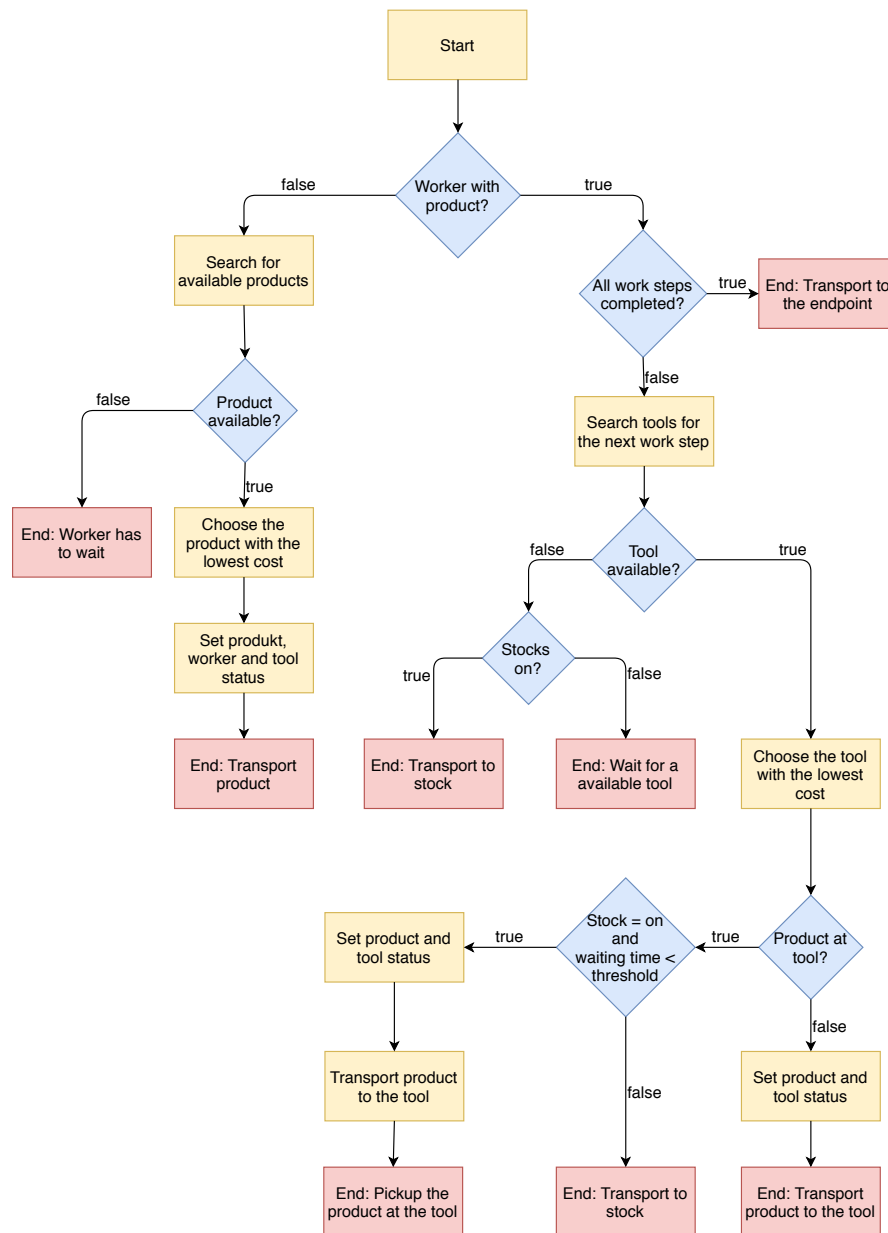 Start
Worker with
product?
false
true
Search for
available products
All work steps
completed?
true
End: Transport to
the endpoint
false
Product
available?
false
true
Search tools for
the next work step
End: Worker has
to wait
Choose the
product with the
lowest cost
Tool
available?
false
true
Set produkt,
worker and tool
status
Stocks
on?
true
false
End: Transport
product
End: Transport to
stock
End: Wait for a
available tool
Choose the tool
with the lowest
cost
Product at
tool?
true
false
Stock = on
and
waiting time <
threshold
true
false
Set product and
tool status
Transport product
to the tool
Set product and
tool status
End: Pickup the
product at the tool
End: Transport to
stock
End: Transport
product to the tool